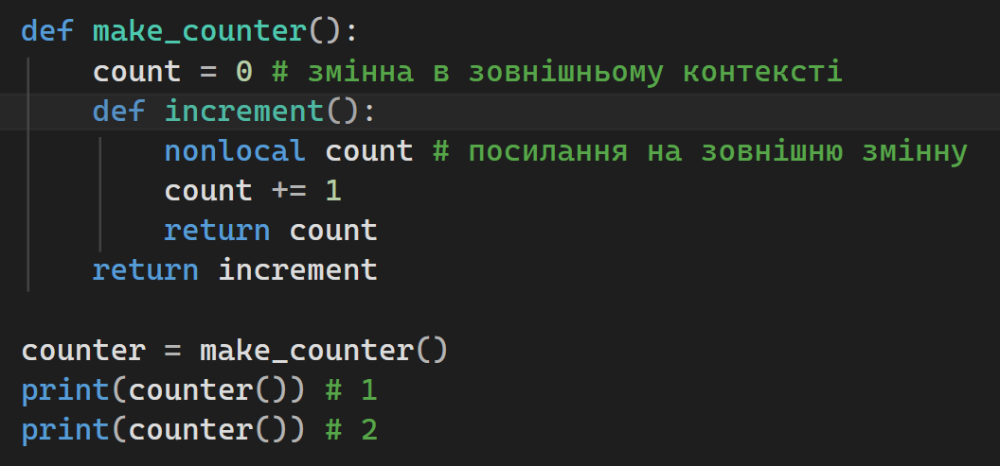 def make_counter():
    count = 0 # змінна в зовнішньому контексті
    def increment():
        nonlocal count # посилання на зовнішню змінну
        count += 1
        return count
    return increment

counter = make_counter()
print(counter()) # 1
print(counter()) # 2